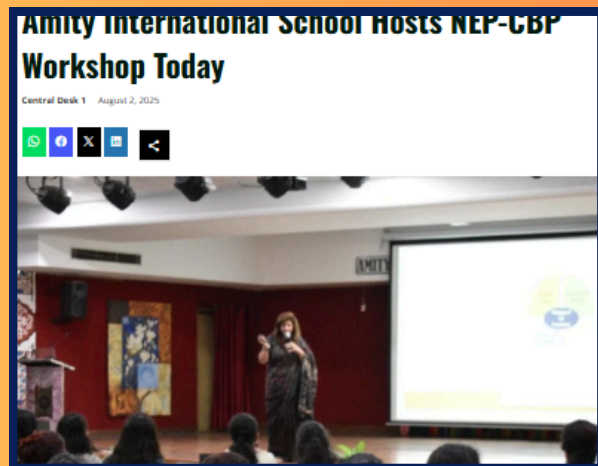 Amity International School Hosts NEP-CBP
Workshop Today
Central Desk 1 August 2, 2025
AMITY